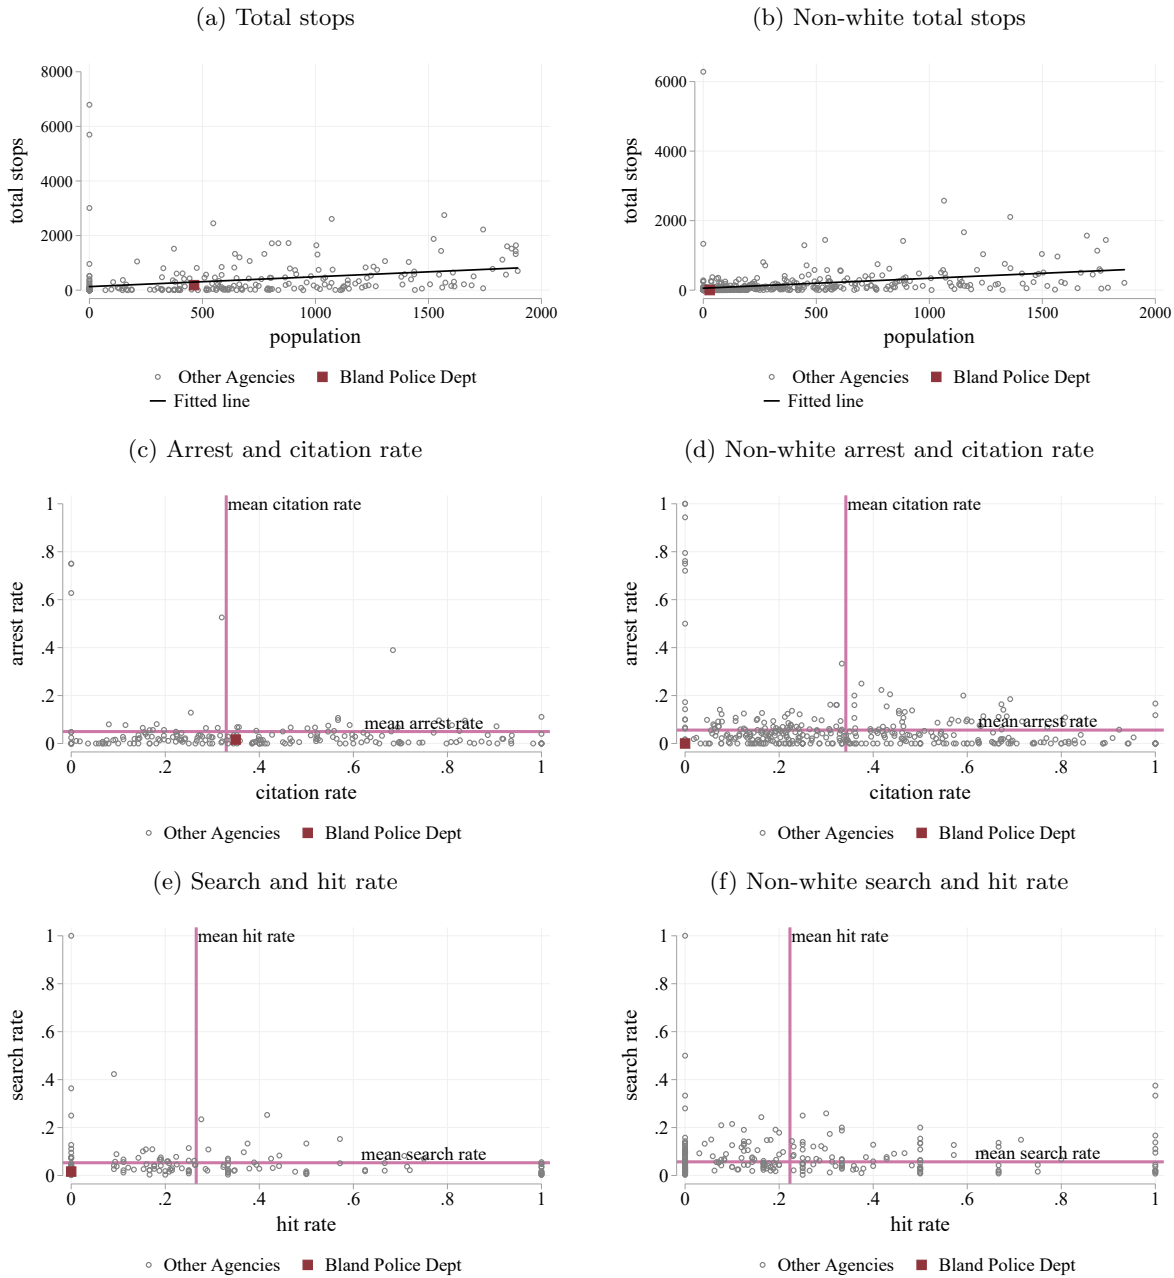 (a) Total stops
(b) Non-white total stops
8000
6000
4000
2000
0
total stops
0 500 1000 1500 2000
population
Other Agencies Bland Police Dept
Fitted line
6000
4000
2000
0
total stops
0 500 1000 1500 2000
population
Other Agencies Bland Police Dept
Fitted line
(c) Arrest and citation rate
(d) Non-white arrest and citation rate
1
.8
.6
.4
.2
0
arrest rate
mean citation rate
mean arrest rate
0 .2 .4 .6 .8 1
citation rate
Other Agencies Bland Police Dept
1
.8
.6
.4
.2
0
arrest rate
mean citation rate
mean arrest rate
0 .2 .4 .6 .8 1
citation rate
Other Agencies Bland Police Dept
(e) Search and hit rate
(f) Non-white search and hit rate
1
.8
.6
.4
.2
0
search rate
mean hit rate
mean search rate
0 .2 .4 .6 .8 1
hit rate
Other Agencies Bland Police Dept
1
.8
.6
.4
.2
0
search rate
mean hit rate
mean search rate
0 .2 .4 .6 .8 1
hit rate
Other Agencies Bland Police Dept